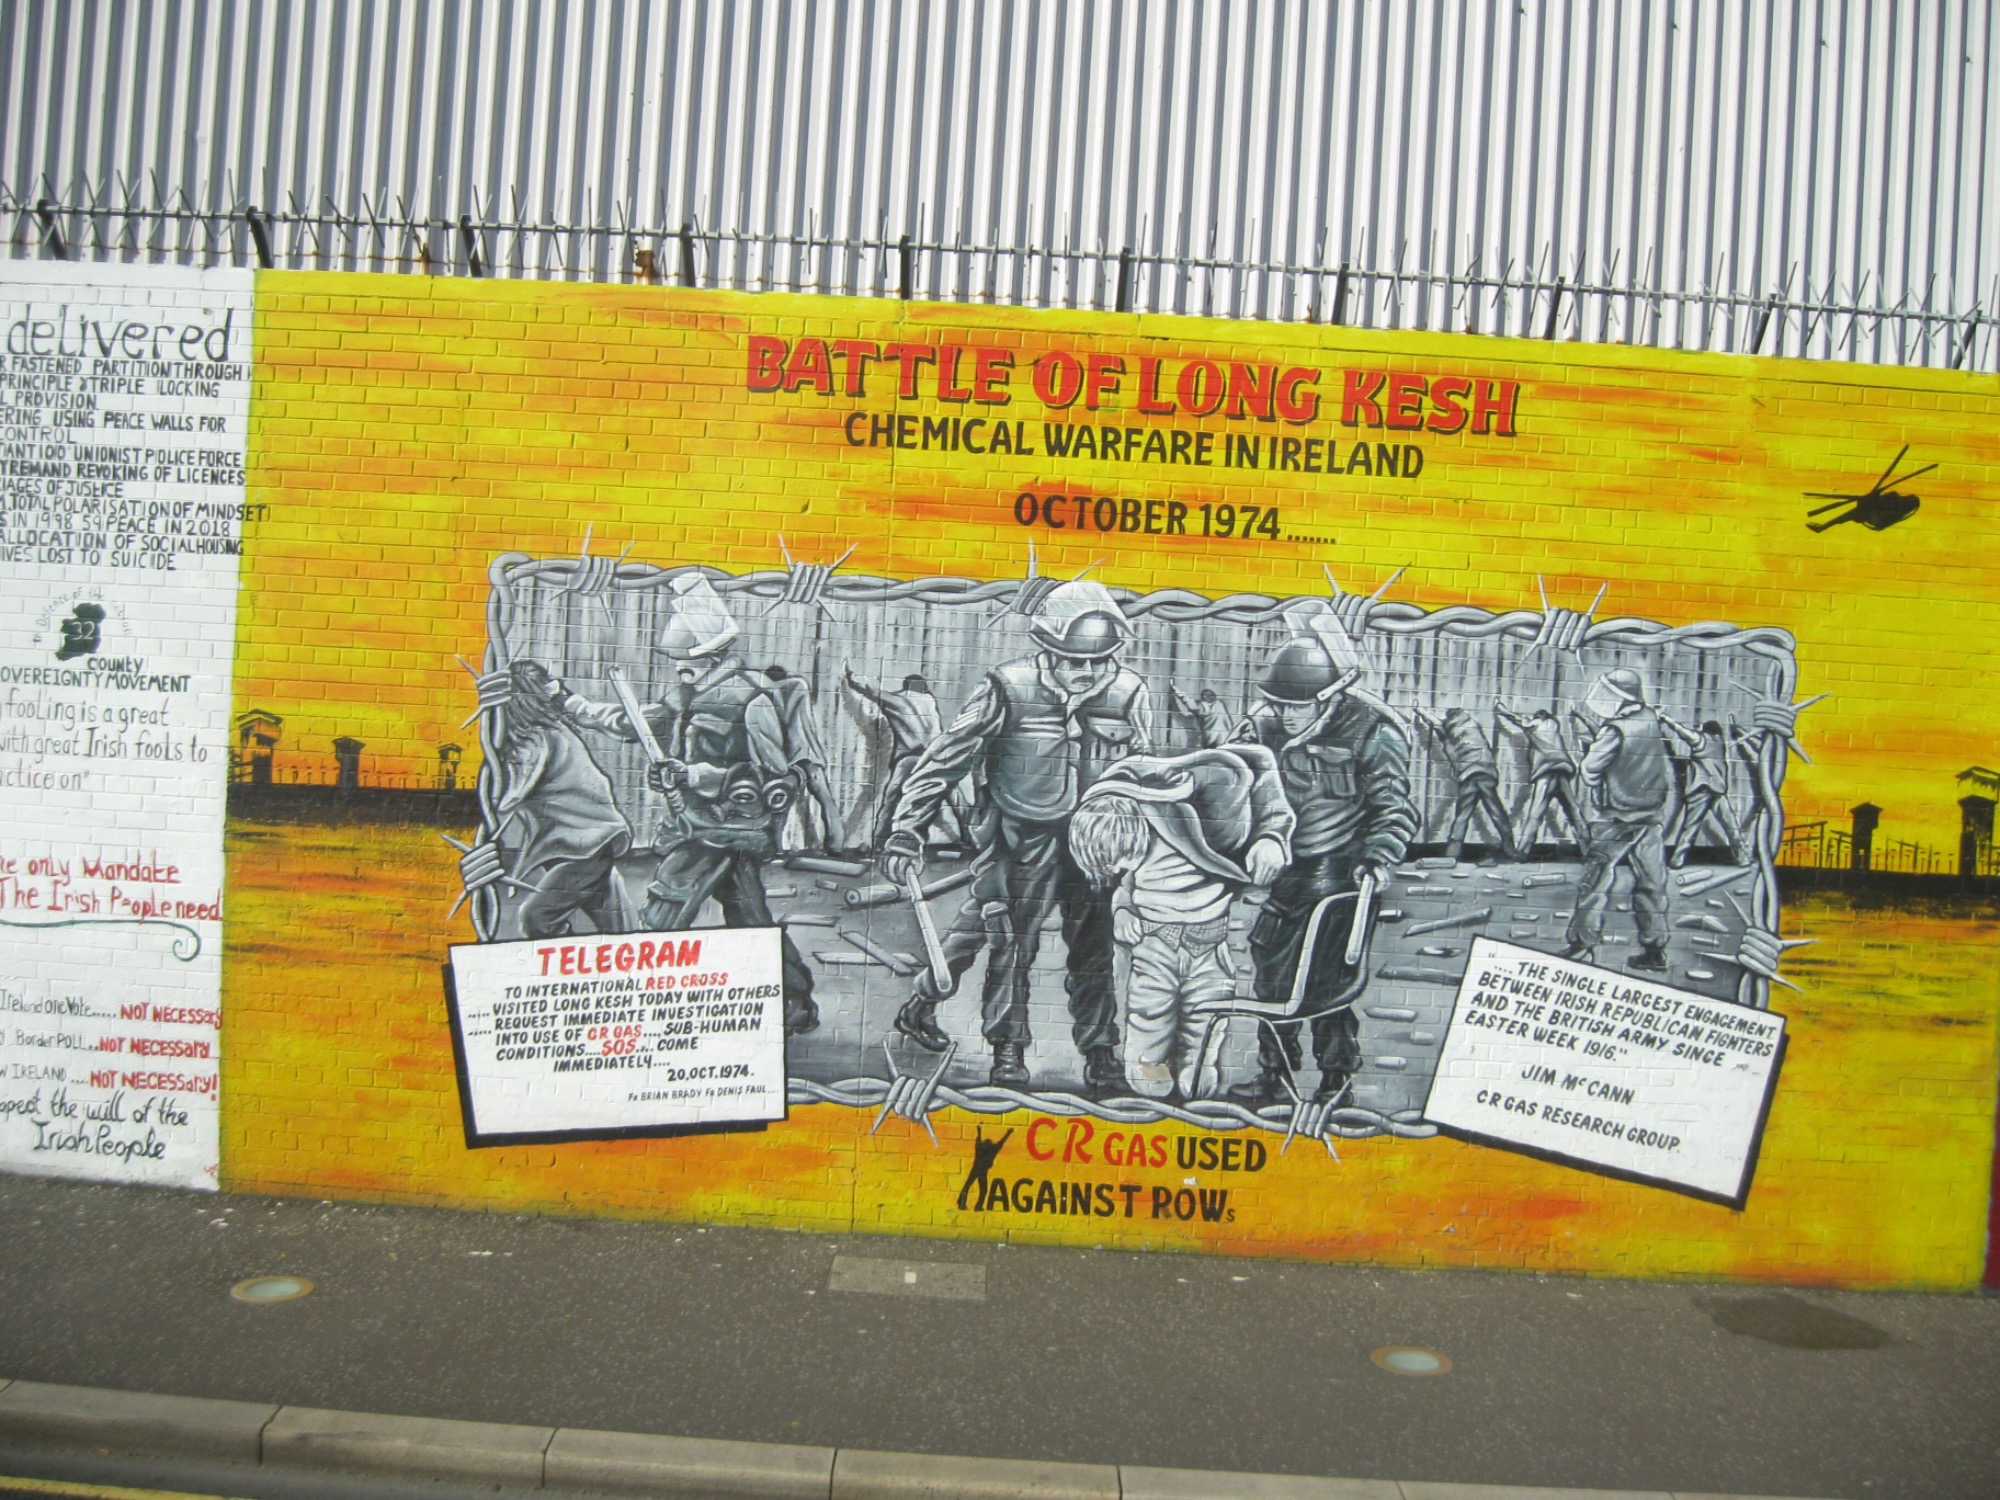 delivered
FASTENED PARTITION THROUGH
PRINCIPLE & TRIPLE LOCKING
PROVISION
USING PEACE WALLS FOR
CONTROL
UNIONIST POLICE FORCE
REMAND REVOKING OF LICENCES
OF JUSTICE
TOTAL POLARISATION OF MINDSET
IN 1998 59 PEACE IN 2018
ALLOCATION OF SOCIAL HOUSING
LOST TO SUICIDE
32
COUNTY
SOVEREIGNTY MOVEMENT
fooling is a great
with great Irish fools to
on"
only Mandate
The Irish People need
Ireland One Vote..... NOT NECESSary
Border POLL..NOT NECESSary
IRELAND ....NOT NECESSary!
the will of the
Irish People
BATTLE OF LONG KESH
CHEMICAL WARFARE IN IRELAND
OCTOBER 1974.......
TELEGRAM
TO INTERNATIONAL RED CROSS
..... VISITED LONG KESH TODAY WITH OTHERS
..... REQUEST IMMEDIATE INVESTIGATION
INTO USE OF CR GAS.... SUB-HUMAN
CONDITIONS....SOS.... COME
IMMEDIATELY....
20,OCT.1974.
Fr BRIAN BRADY Fr DENIS FAUL....
".... THE SINGLE LARGEST ENGAGEMENT
BETWEEN IRISH REPUBLICAN FIGHTERS
AND THE BRITISH ARMY SINCE ....
EASTER WEEK 1916."
JIM McCANN
CR GAS RESEARCH GROUP.
CR GAS USED
AGAINST ROWs